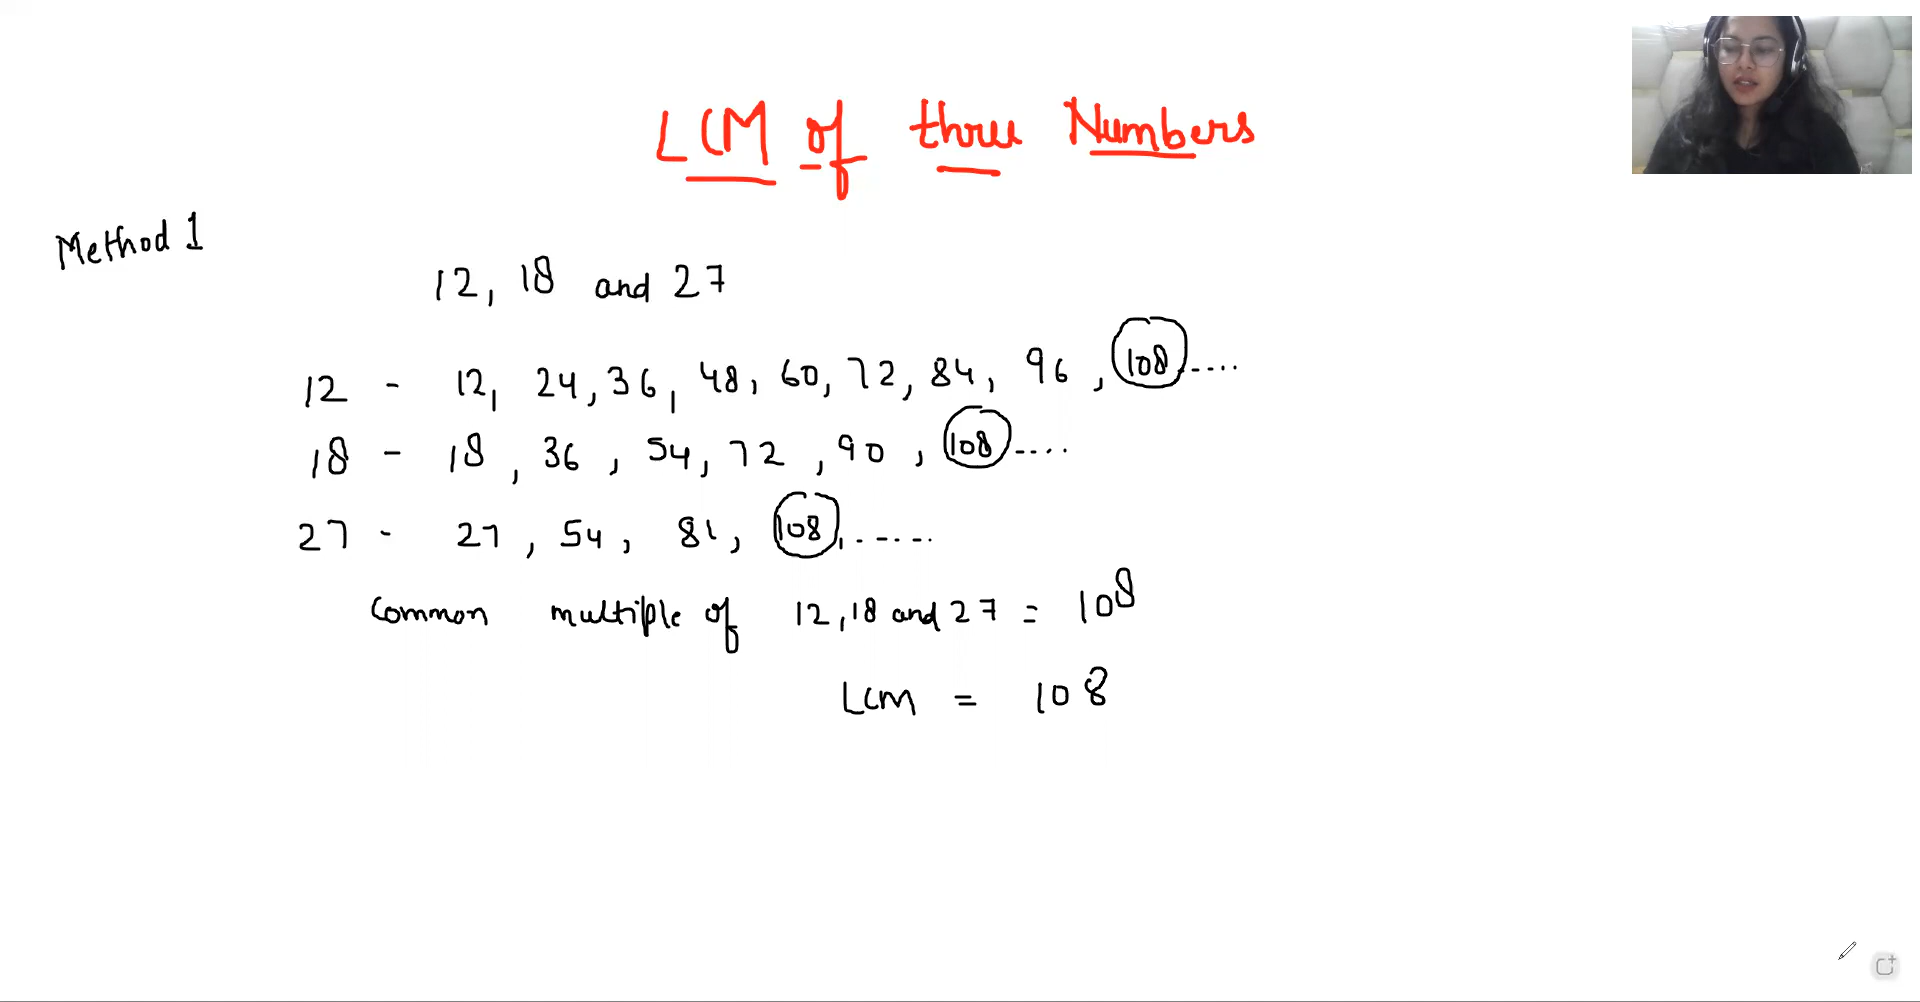 LCM of three Numbers
Method 1
12, 18 and 27
12 - 12, 24, 36, 48, 60, 72, 84, 96, 108.....
18 - 18, 36, 54, 72, 90, 108....
27 - 27, 54, 81, 108,......
Common multiple of 12, 18 and 27 = 108
LCM = 108